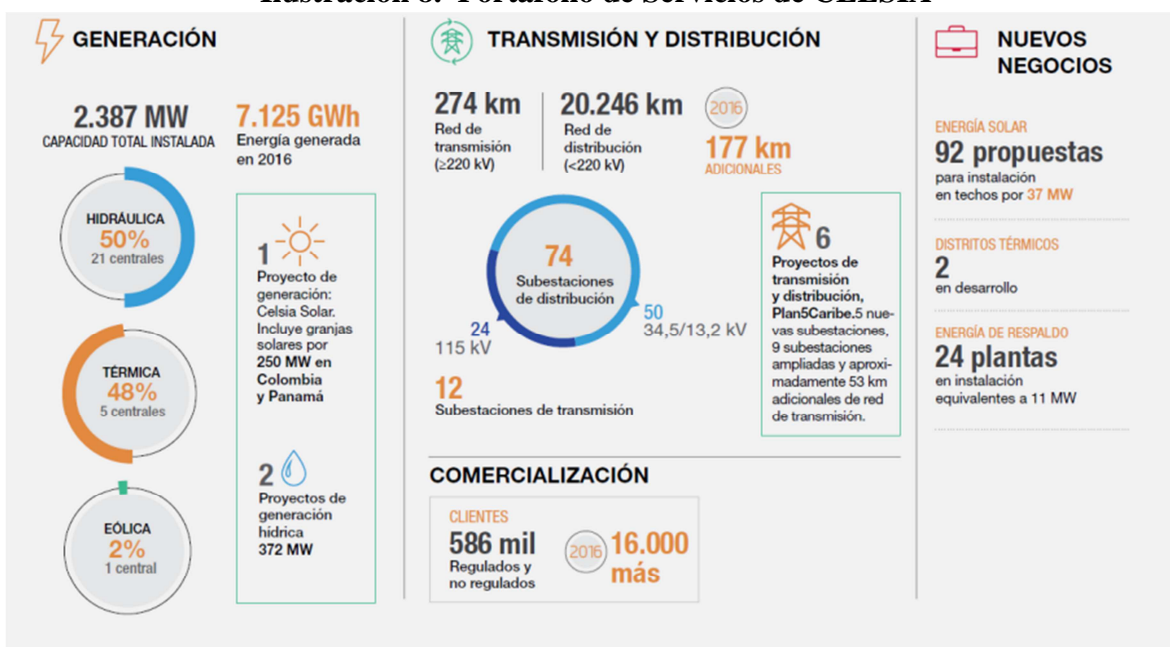 Ilustración 8. Portafolio de Servicios de CELSIA
GENERACIÓN
2.387 MW
CAPACIDAD TOTAL INSTALADA
7.125 GWh
Energía generada
en 2016
HIDRÁULICA
50%
21 centrales
TÉRMICA
48%
5 centrales
EÓLICA
2%
1 central
1
Proyecto de
generación:
Celsia Solar.
Incluye granjas
solares por
250 MW en
Colombia
y Panamá
2
Proyectos de
generación
hídrica
372 MW
TRANSMISIÓN Y DISTRIBUCIÓN
274 km
Red de
transmisión
(≥220 kV)
20.246 km
Red de
distribución
(<220 kV)
2016
177 km
ADICIONALES
74
Subestaciones
de distribución
24
115 kV
50
34,5/13,2 kV
12
Subestaciones de transmisión
6
Proyectos de
transmisión
y distribución,
Plan5Caribe.5 nue-
vas subestaciones,
9 subestaciones
ampliadas y aproxi-
madamente 53 km
adicionales de red
de transmisión.
COMERCIALIZACIÓN
CLIENTES
586 mil
Regulados y
no regulados
2016
16.000
más
NUEVOS
NEGOCIOS
ENERGÍA SOLAR
92 propuestas
para instalación
en techos por 37 MW
DISTRITOS TÉRMICOS
2
en desarrollo
ENERGÍA DE RESPALDO
24 plantas
en instalación
equivalentes a 11 MW